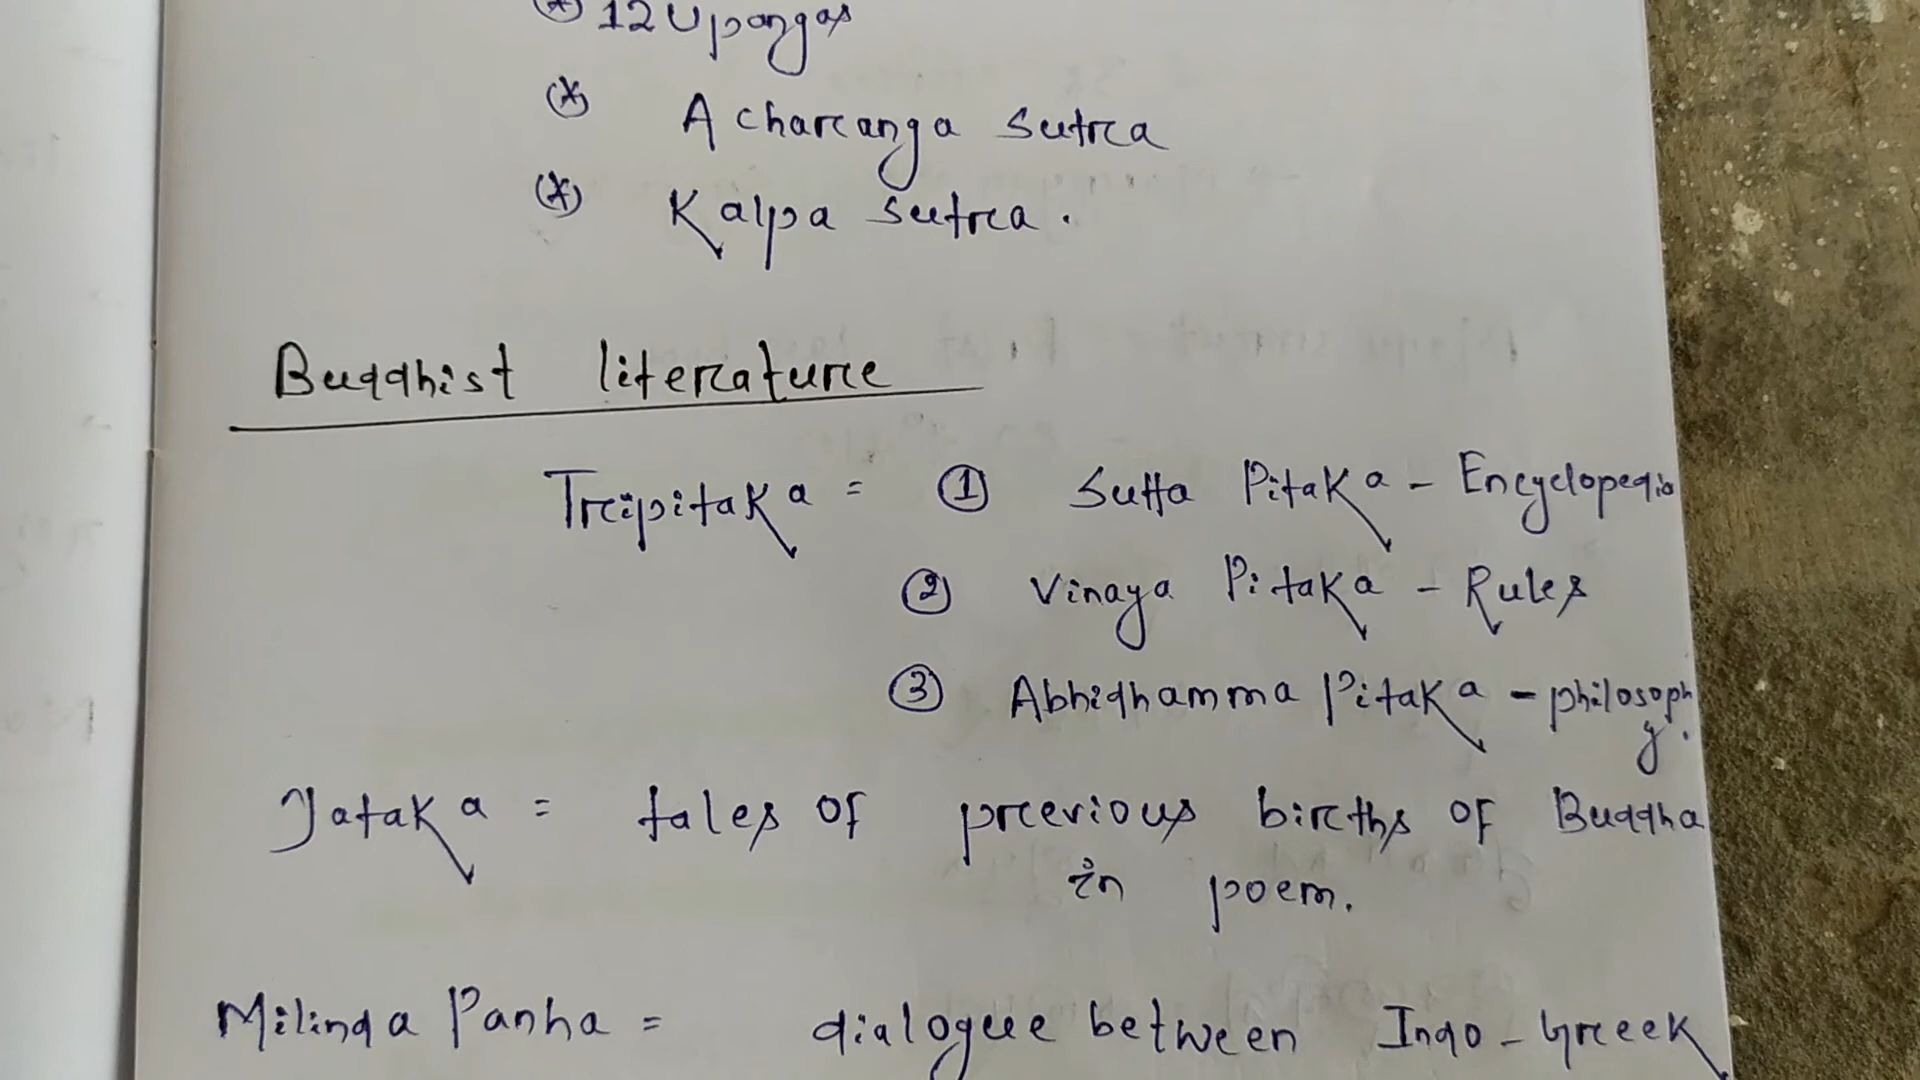 (*) 12 Upangas
(*) Acharanga Sutra
(*) Kalpa Sutra.
Buddhist literature
Tripitaka = ① Sutta Pitaka - Encyclopedia
② Vinaya Pitaka - Rules
③ Abhidhamma Pitaka - philosoph
y.
Jataka = tales of previous births of Buddha
in poem.
Milinda Panha = dialogue between Indo-Greek